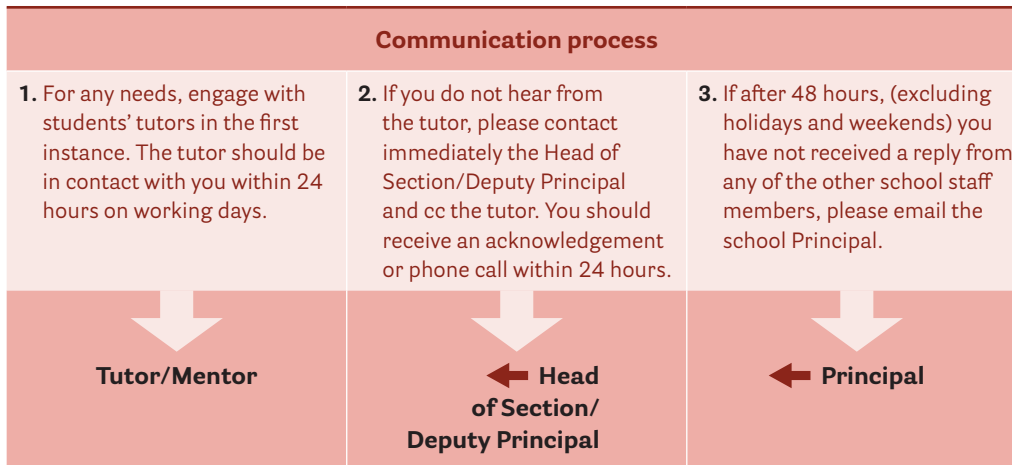 Communication process
1. For any needs, engage with
students’ tutors in the first
instance. The tutor should be
in contact with you within 24
hours on working days.
2. If you do not hear from
the tutor, please contact
immediately the Head of
Section/Deputy Principal
and cc the tutor. You should
receive an acknowledgement
or phone call within 24 hours.
3. If after 48 hours, (excluding
holidays and weekends) you
have not received a reply from
any of the other school staff
members, please email the
school Principal.
Tutor/Mentor
Head
of Section/
Deputy Principal
Principal